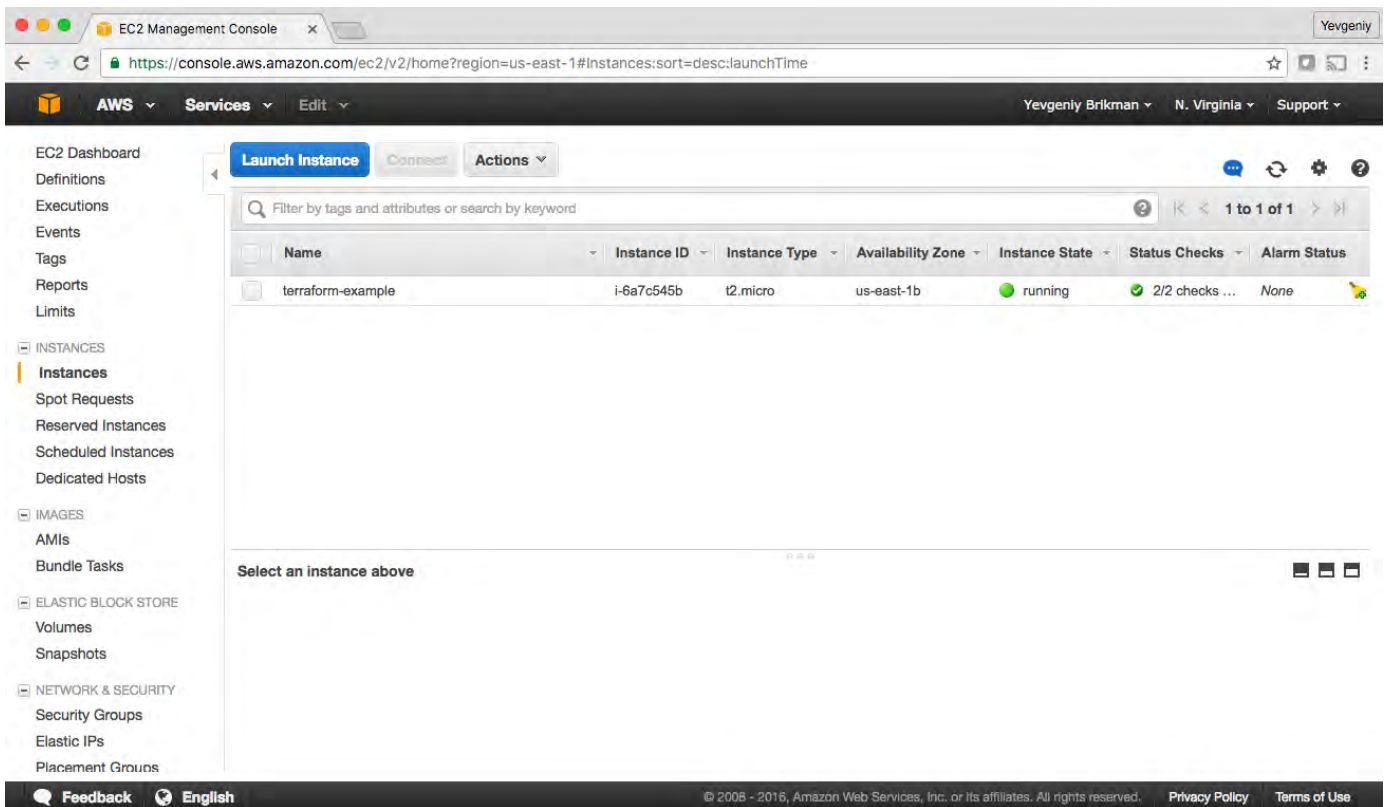 EC2 Management Console
Yevgeniy
https://console.aws.amazon.com/ec2/v2/home?region=us-east-1#Instances:sort=desc:launchTime
AWS Services Edit Yevgeniy Brikman N. Virginia Support
EC2 Dashboard
Definitions
Executions
Events
Tags
Reports
Limits
INSTANCES
Instances
Spot Requests
Reserved Instances
Scheduled Instances
Dedicated Hosts
IMAGES
AMIs
Bundle Tasks
ELASTIC BLOCK STORE
Volumes
Snapshots
NETWORK & SECURITY
Security Groups
Elastic IPs
Placement Groups
Launch Instance Connect Actions
Filter by tags and attributes or search by keyword 1 to 1 of 1
Name Instance ID Instance Type Availability Zone Instance State Status Checks Alarm Status
terraform-example i-6a7c545b t2.micro us-east-1b running 2/2 checks ... None
Select an instance above
Feedback English © 2008 - 2016, Amazon Web Services, Inc. or its affiliates. All rights reserved. Privacy Policy Terms of Use